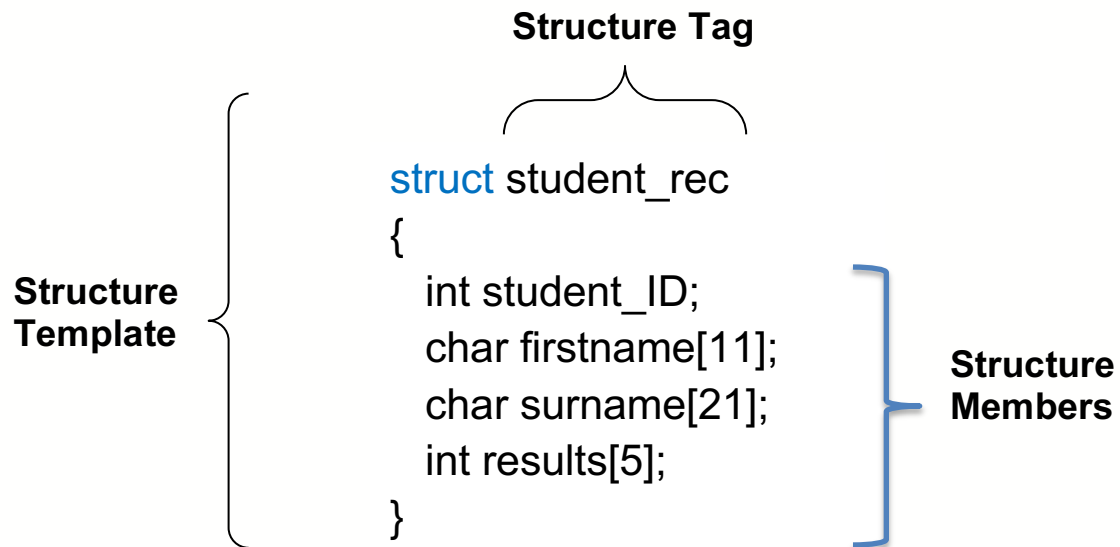 Structure Tag
struct student_rec
{
int student_ID;
char firstname[11];
char surname[21];
int results[5];
}
Structure
Template
Structure
Members